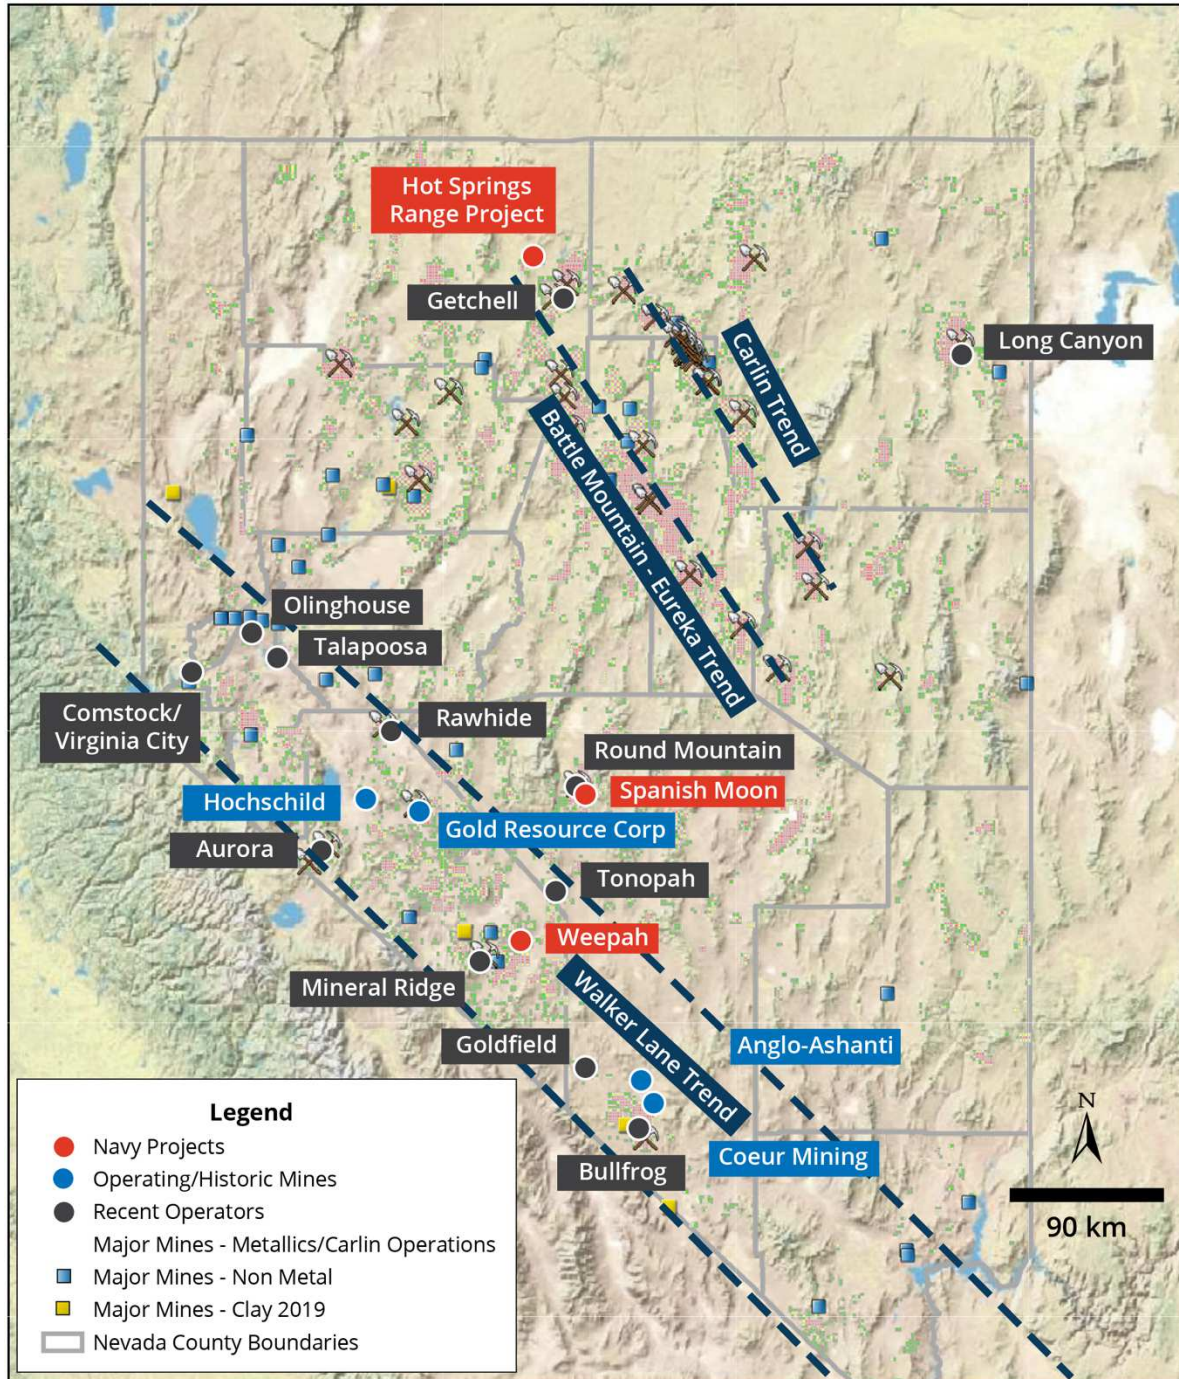 Hot Springs
Range Project
Getchell
Long Canyon
Carlin Trend
Battle Mountain - Eureka Trend
Olinghouse
Talapoosa
Comstock/
Virginia City
Rawhide
Round Mountain
Spanish Moon
Hochschild
Gold Resource Corp
Aurora
Tonopah
Weepah
Mineral Ridge
Walker Lane Trend
Goldfield
Anglo-Ashanti
Coeur Mining
Bullfrog
N
90 km
Legend
Navy Projects
Operating/Historic Mines
Recent Operators
Major Mines - Metallics/Carlin Operations
Major Mines - Non Metal
Major Mines - Clay 2019
Nevada County Boundaries